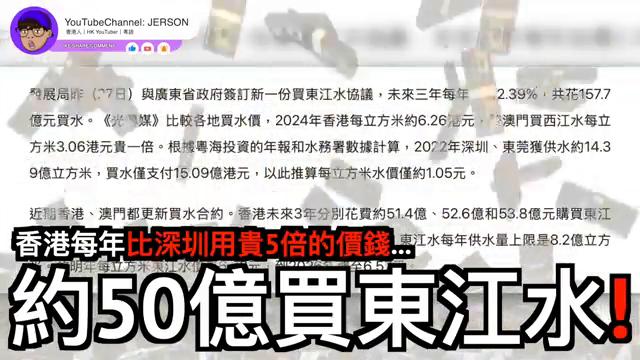 YouTubeChannel: JERSON
香港人 | HK YouTuber | 粵語
LIKE/SHARE/COMMENT
發展局昨（27日）與廣東省政府簽訂新一份買東江水協議，未來三年每年 2.39%，共花157.7
億元買水。《光 媒》比較各地買水價，2024年香港每立方米約6.26港元， 澳門買西江水每立
方米3.06港元貴一倍。根據粵海投資的年報和水務署數據計算，2022年深圳、東莞獲供水約14.3
9億立方米，買水僅支付15.09億港元，以此推算每立方米水價僅約1.05元。
近期香港、澳門都更新買水合約。香港未來3年分別花費約51.4億、52.6億和53.8億元購買東江
東江水每年供水量上限是8.2億立方
香港每年比深圳用貴5倍的價錢...
約50億買東江水!